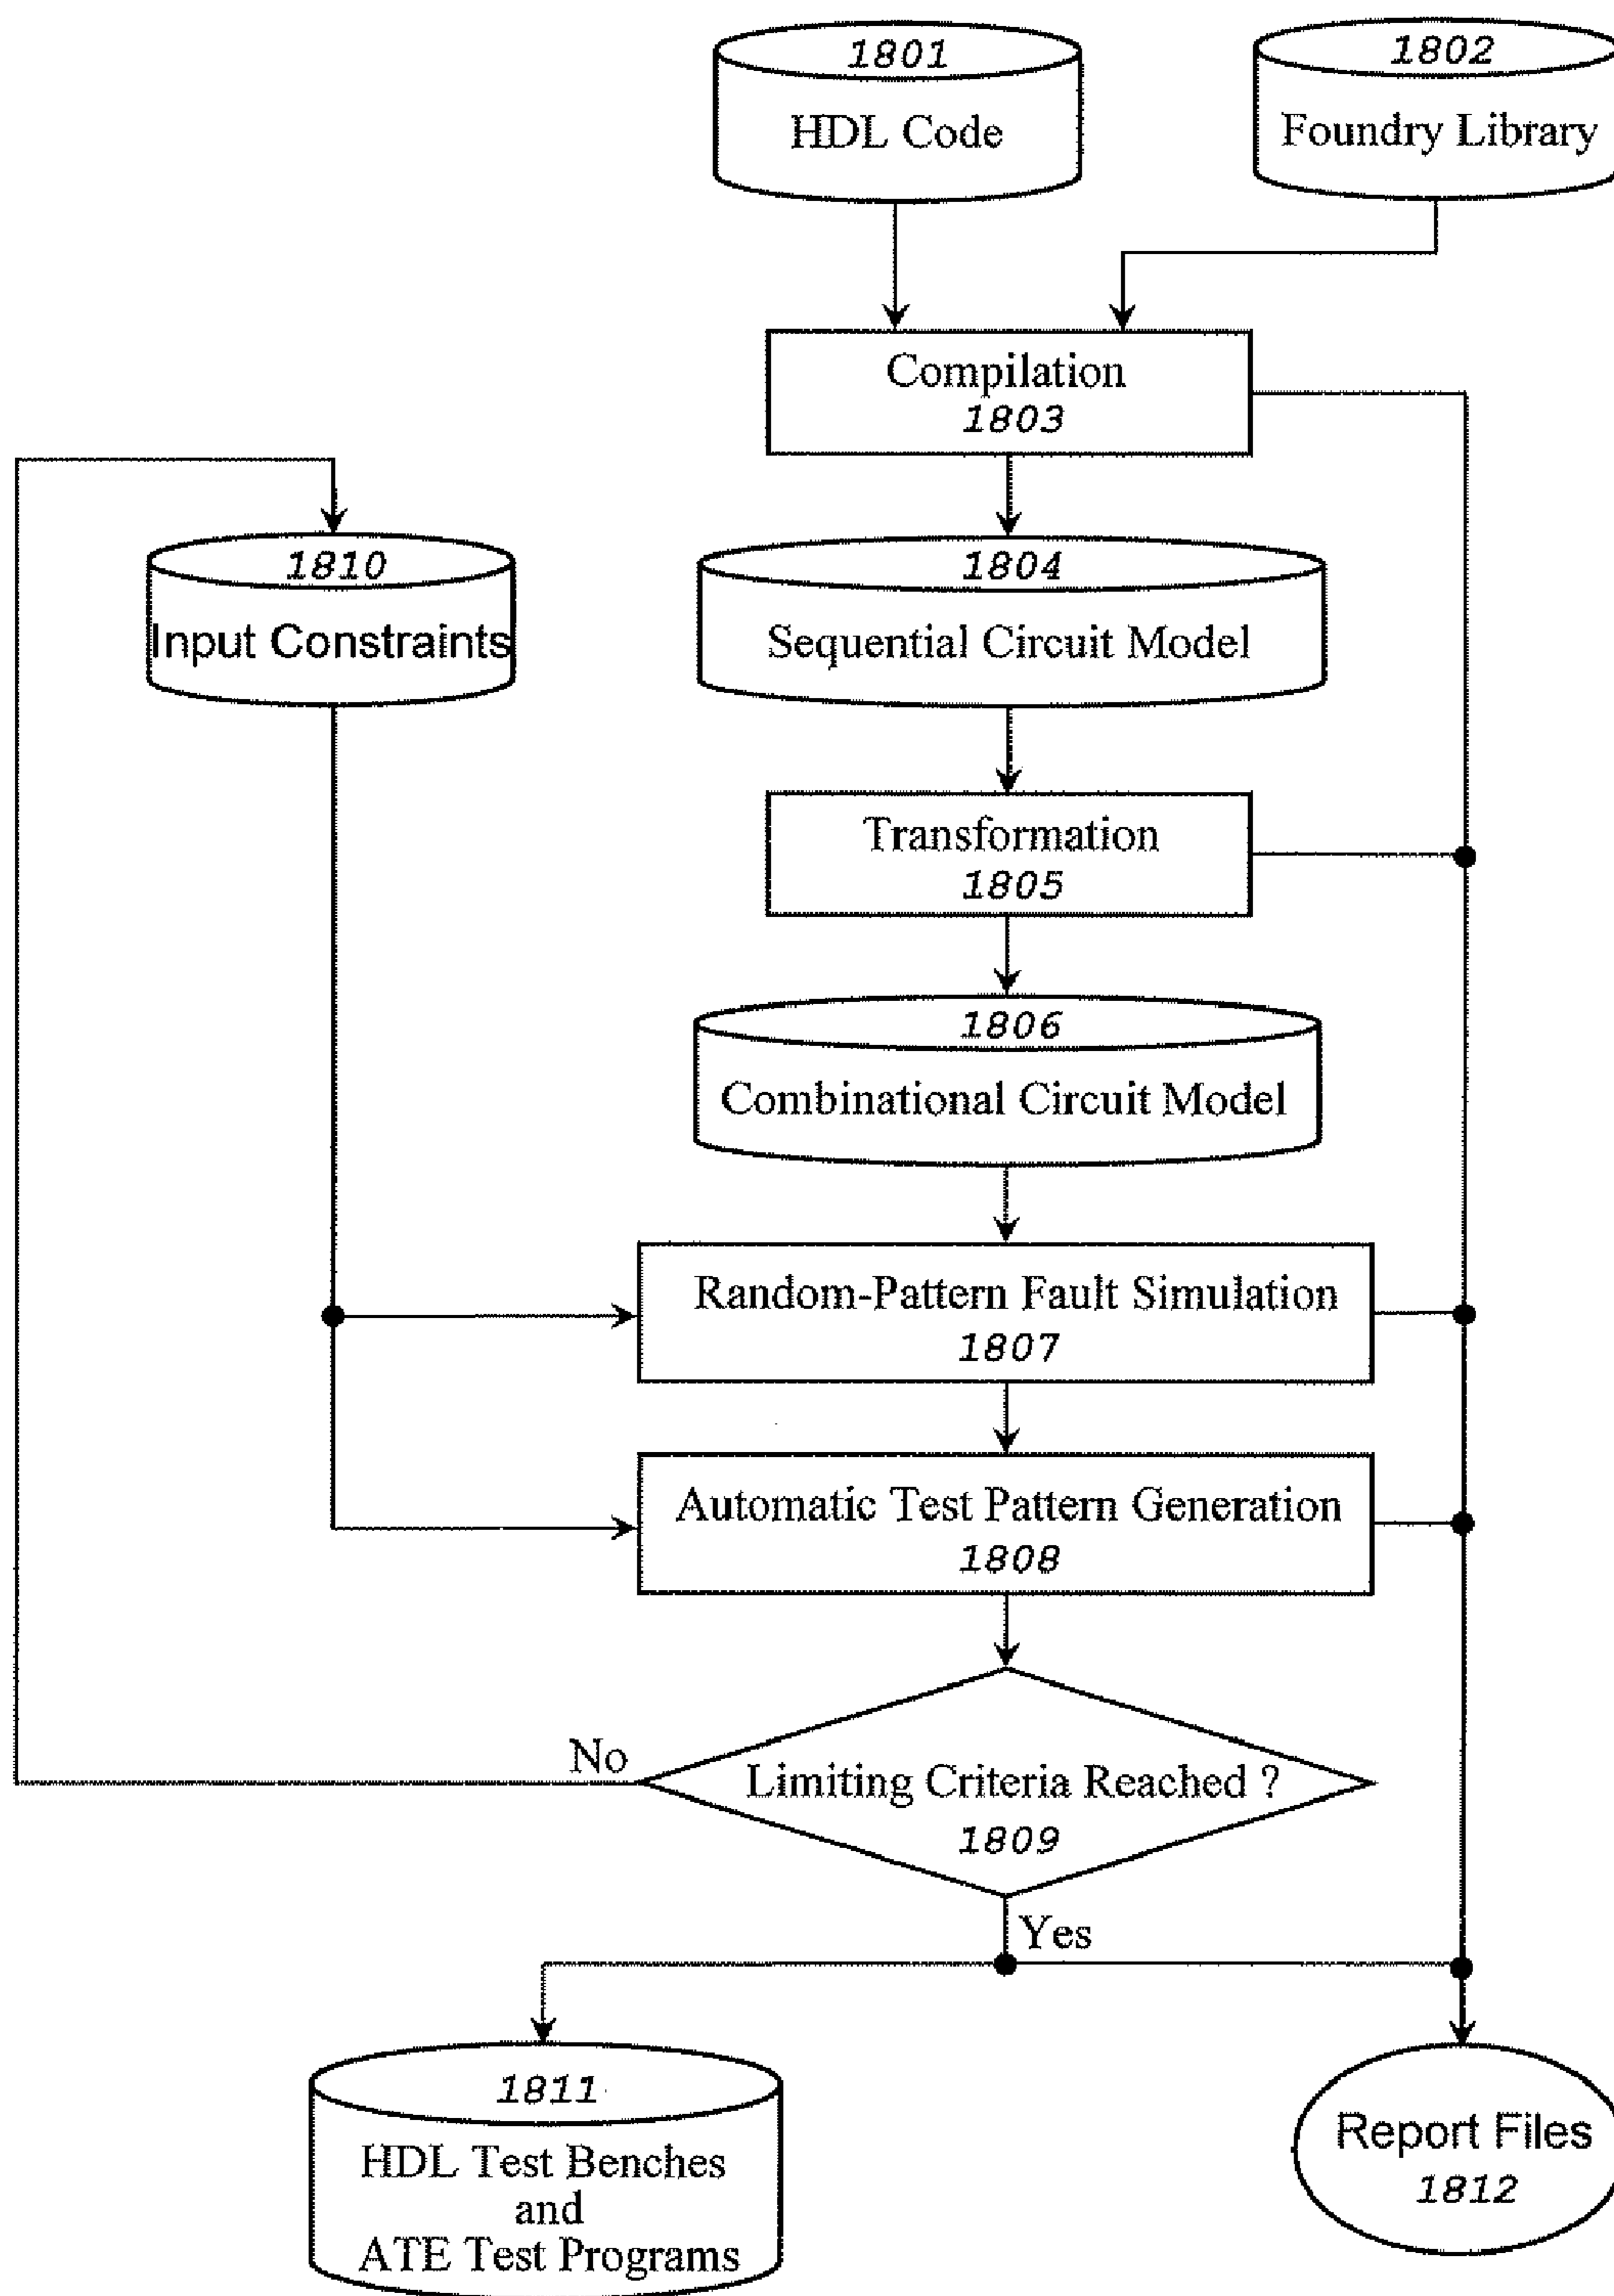 1801
HDL Code
1802
Foundry Library
Compilation
1803
1810
Input Constraints
1804
Sequential Circuit Model
Transformation
1805
1806
Combinational Circuit Model
Random-Pattern Fault Simulation
1807
Automatic Test Pattern Generation
1808
No
Limiting Criteria Reached ?
1809
Yes
1811
HDL Test Benches
and
ATE Test Programs
Report Files
1812